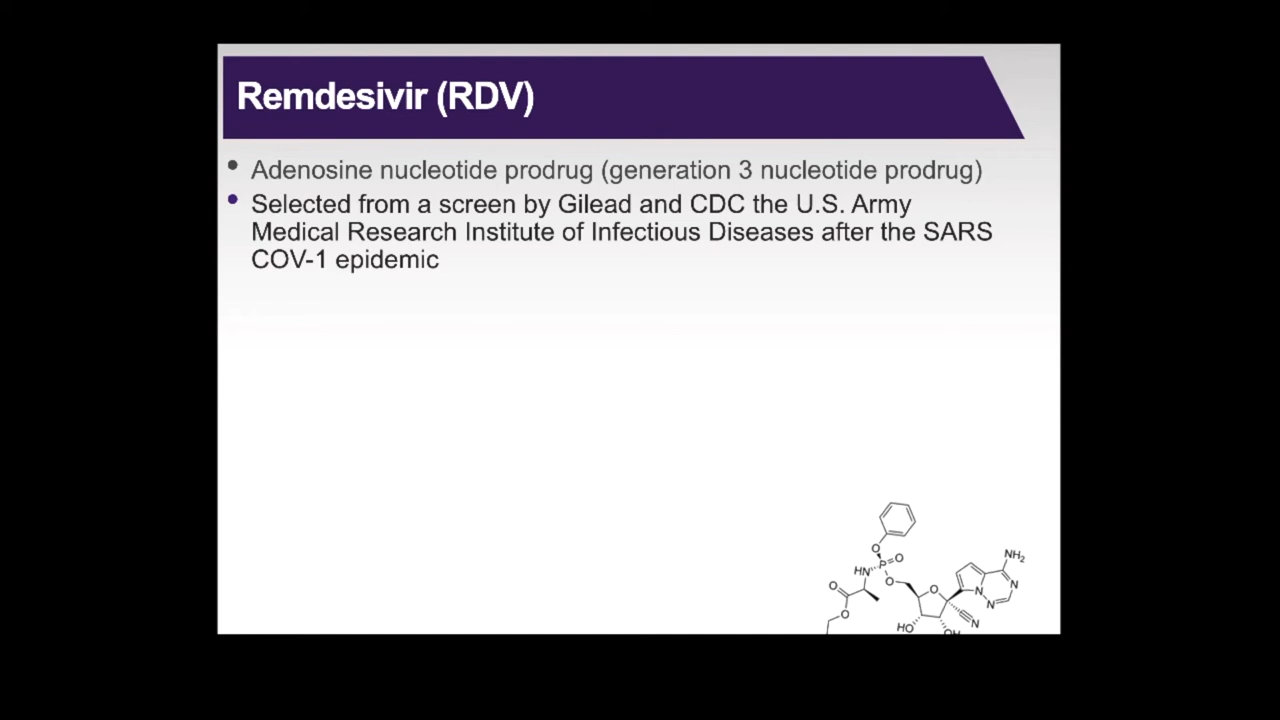 Remdesivir (RDV)
• Adenosine nucleotide prodrug (generation 3 nucleotide prodrug)
• Selected from a screen by Gilead and CDC the U.S. Army
Medical Research Institute of Infectious Diseases after the SARS
COV-1 epidemic
O
P
O
HN
O
O
O
O
NH₂
N
N
N
N
HO
OH